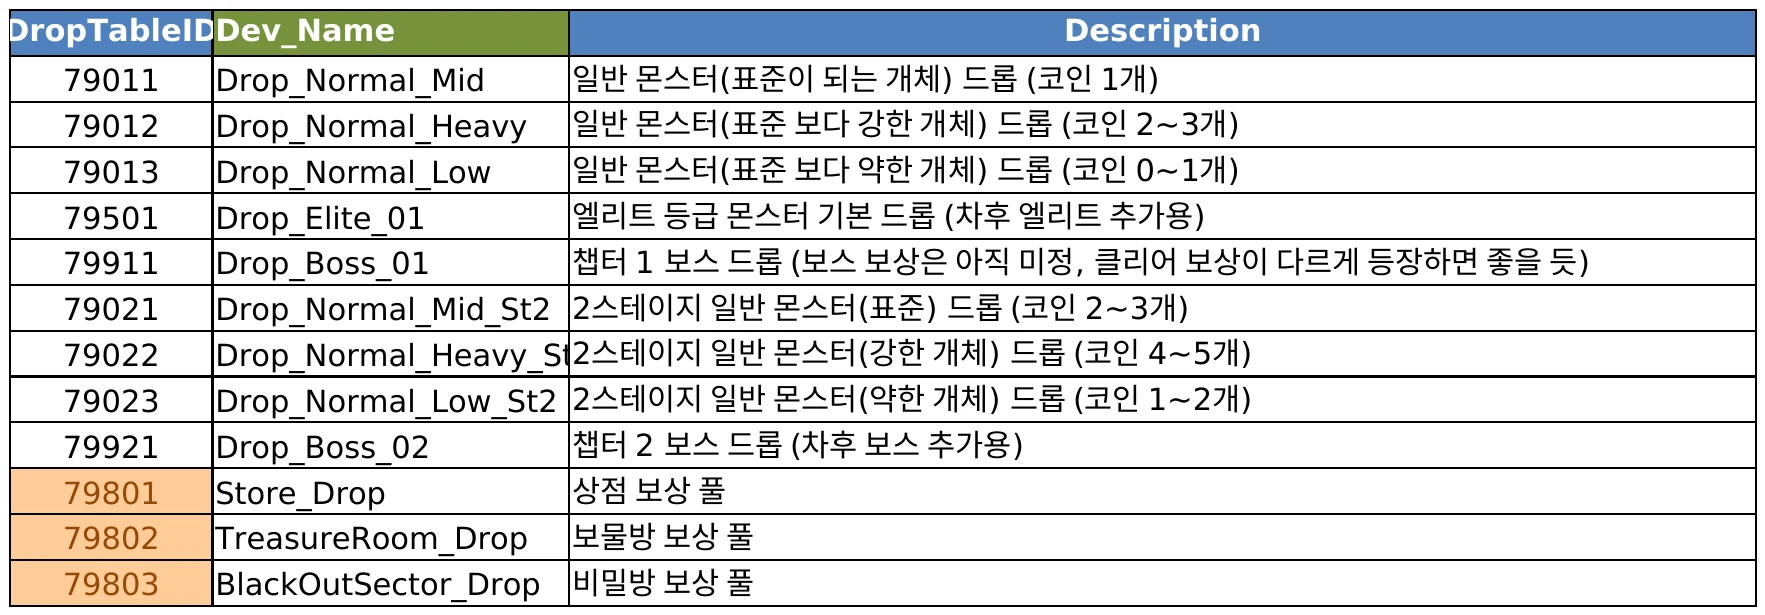 DropTableID Dev_Name Description
79011 Drop_Normal_Mid 일반 몬스터(표준이 되는 개체) 드롭 (코인 1개)
79012 Drop_Normal_Heavy 일반 몬스터(표준 보다 강한 개체) 드롭 (코인 2~3개)
79013 Drop_Normal_Low 일반 몬스터(표준 보다 약한 개체) 드롭 (코인 0~1개)
79501 Drop_Elite_01 엘리트 등급 몬스터 기본 드롭 (차후 엘리트 추가용)
79911 Drop_Boss_01 챕터 1 보스 드롭 (보스 보상은 아직 미정, 클리어 보상이 다르게 등장하면 좋을 듯)
79021 Drop_Normal_Mid_St2 2스테이지 일반 몬스터(표준) 드롭 (코인 2~3개)
79022 Drop_Normal_Heavy_St 2스테이지 일반 몬스터(강한 개체) 드롭 (코인 4~5개)
79023 Drop_Normal_Low_St2 2스테이지 일반 몬스터(약한 개체) 드롭 (코인 1~2개)
79921 Drop_Boss_02 챕터 2 보스 드롭 (차후 보스 추가용)
79801 Store_Drop 상점 보상 풀
79802 TreasureRoom_Drop 보물방 보상 풀
79803 BlackOutSector_Drop 비밀방 보상 풀